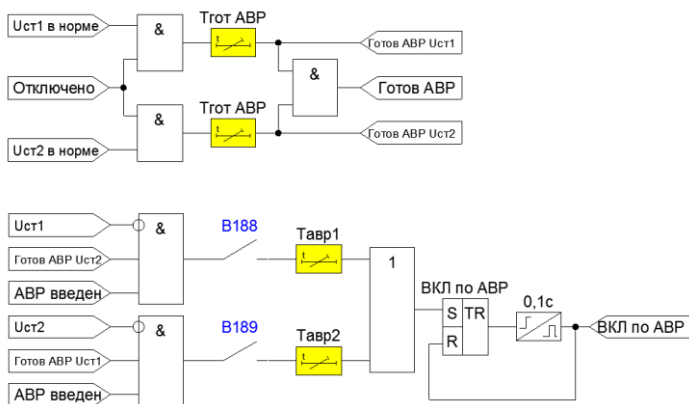 Uст1 в норме
&
Тгот АВР
t
Готов АВР Uст1
Отключено
&
Готов АВР
&
Тгот АВР
t
Готов АВР Uст2
Uст2 в норме
Uст1
&
В188
Тавр1
t
Готов АВР Uст2
АВР введен
1
ВКЛ по АВР
0,1с
S TR
R
ВКЛ по АВР
Uст2
&
В189
Тавр2
t
Готов АВР Uст1
АВР введен